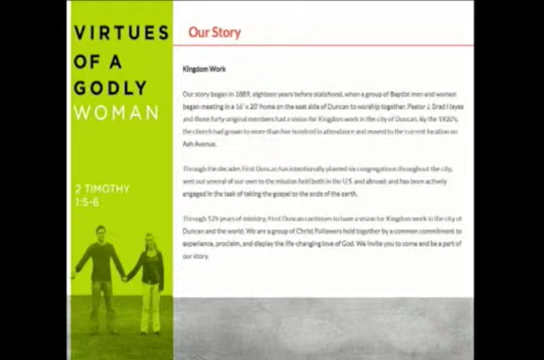 VIRTUES
OF A
GODLY
WOMAN
2 TIMOTHY
1:5-6
Our Story
Kingdom Work
Our story began in 1889, eighteen years before statehood, when a group of Baptist men and women
began meeting in a 16' x 20' home on the east side of Duncan to worship together. Pastor J. Brad
and those forty original members had a vision for Kingdom work in the city of Duncan. By the 1920's,
the church had grown to more than five hundred in attendance and moved to the current location on
Ash Avenue.
Through the decades First Duncan has intentionally planted six congregations throughout the city,
sent out several of our own to the mission field both in the U.S. and abroad, and has been actively
engaged in the task of taking the gospel to the ends of the earth.
Through 125 years of ministry, First Duncan continues to have a vision for Kingdom work in the city of
Duncan and the world. We are a group of Christ Followers held together by a common commitment to
experience, proclaim, and display the life-changing love of God. We invite you to come and be a part of
our story.